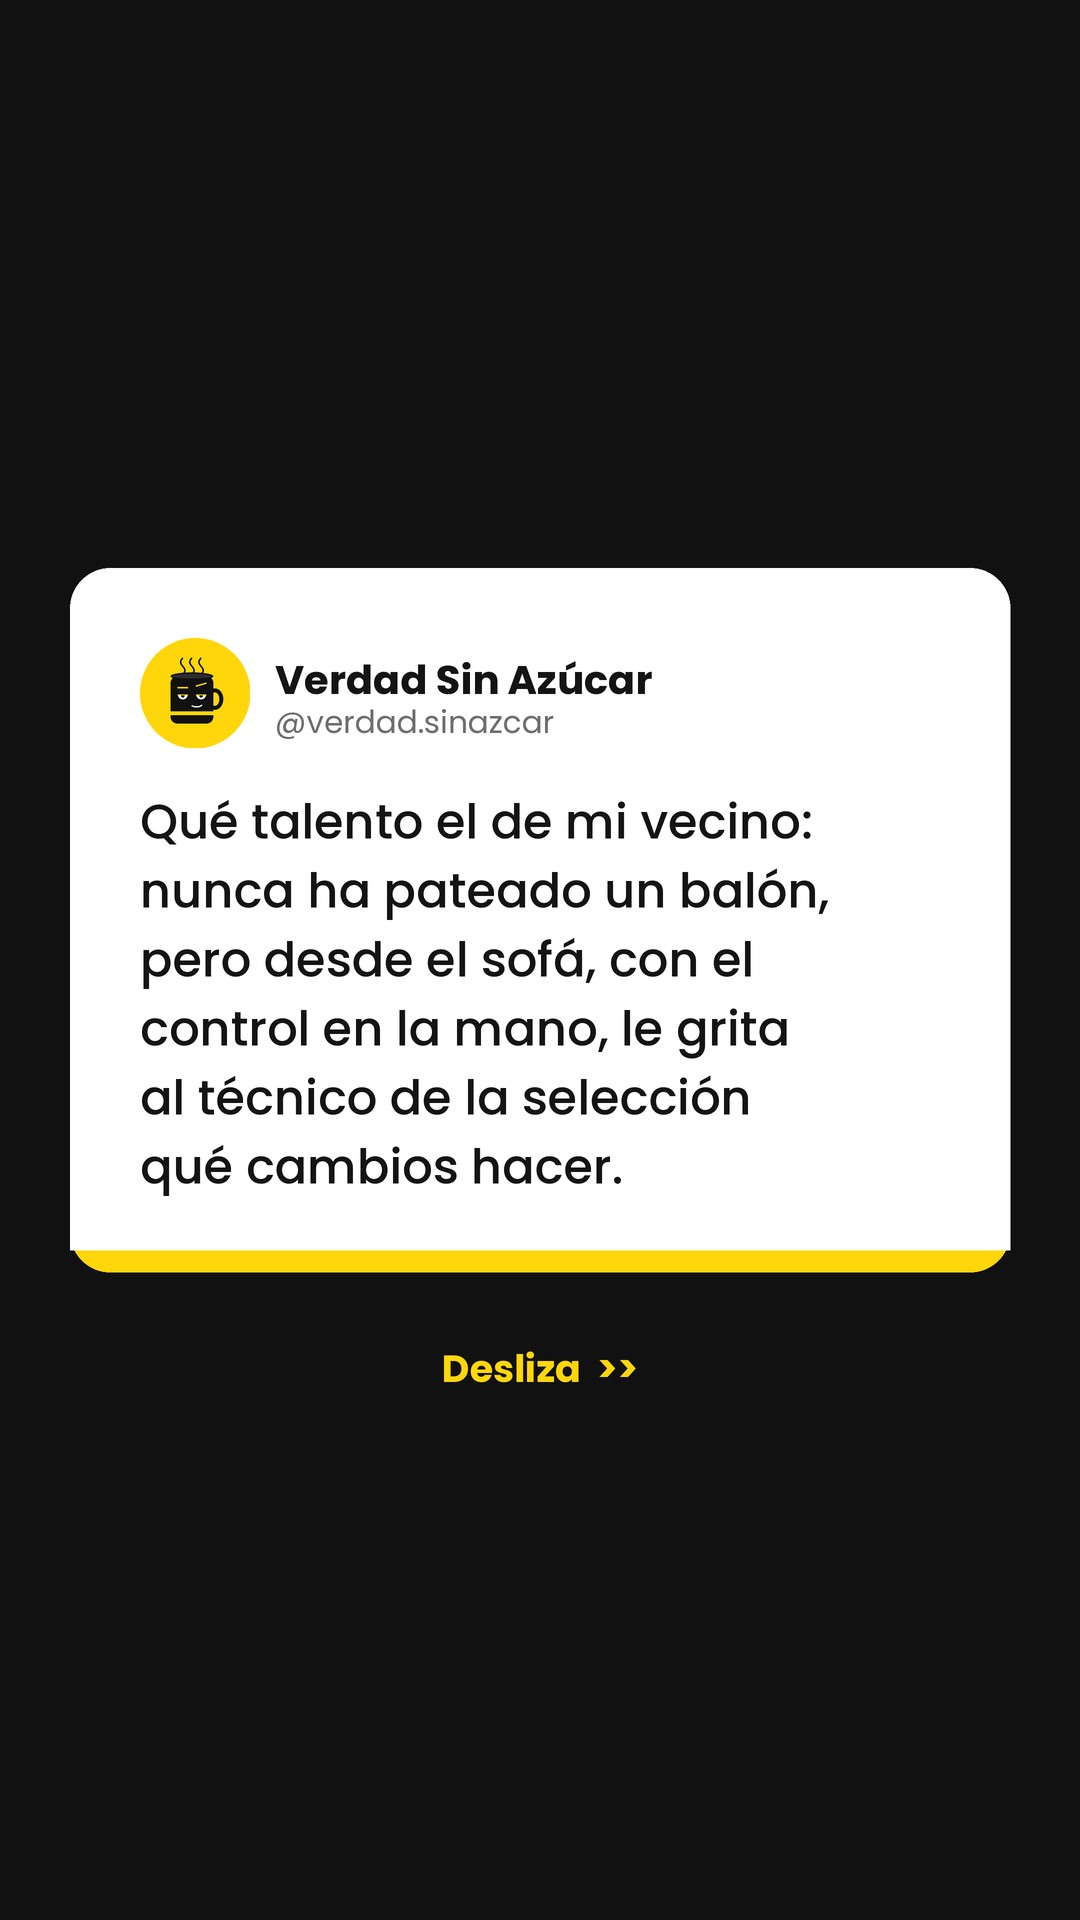 Verdad Sin Azúcar
@verdad.sinazcar
Qué talento el de mi vecino:
nunca ha pateado un balón,
pero desde el sofá, con el
control en la mano, le grita
al técnico de la selección
qué cambios hacer.
Desliza >>